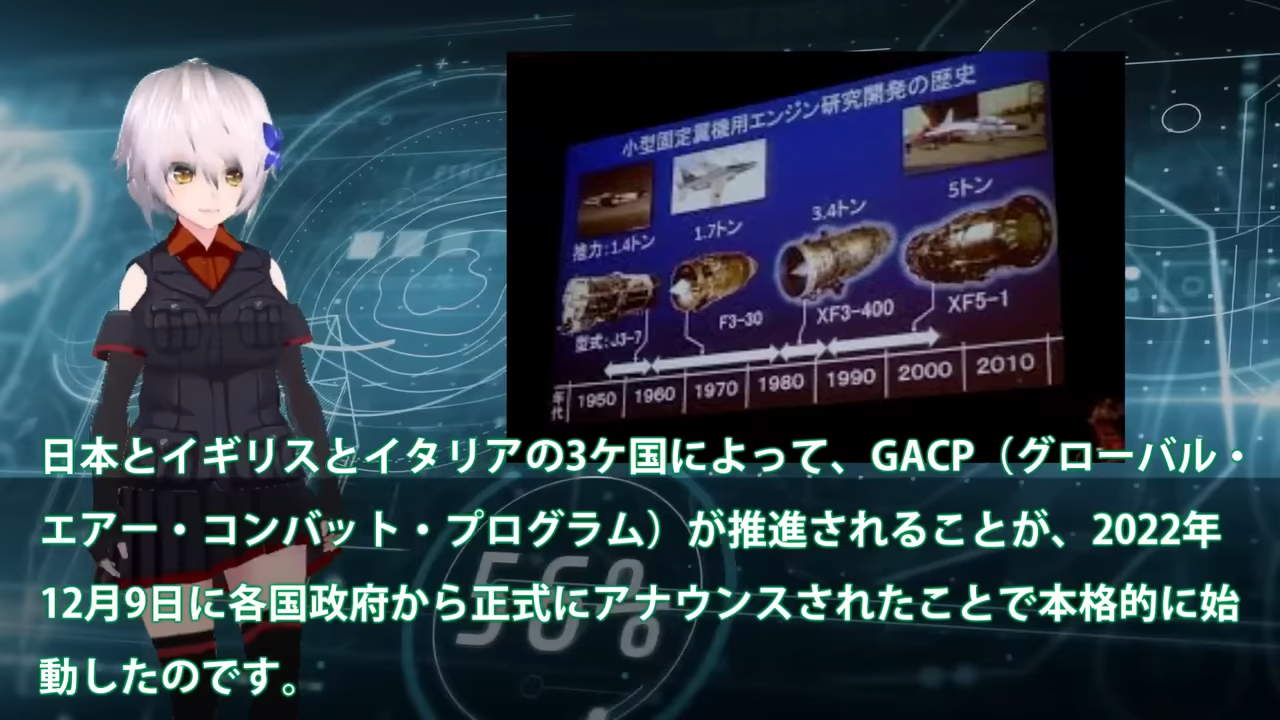 小型固定翼機用エンジン研究開発の歴史
推力:1.4トン
1.7トン
3.4トン
5トン
型式:J3-7
F3-30
XF3-400
XF5-1
年代 1950 1960 1970 1980 1990 2000 2010
日本とイギリスとイタリアの3ケ国によって、GACP（グローバル・
エアー・コンバット・プログラム）が推進されることが、2022年
12月9日に各国政府から正式にアナウンスされたことで本格的に始
動したのです。
56%